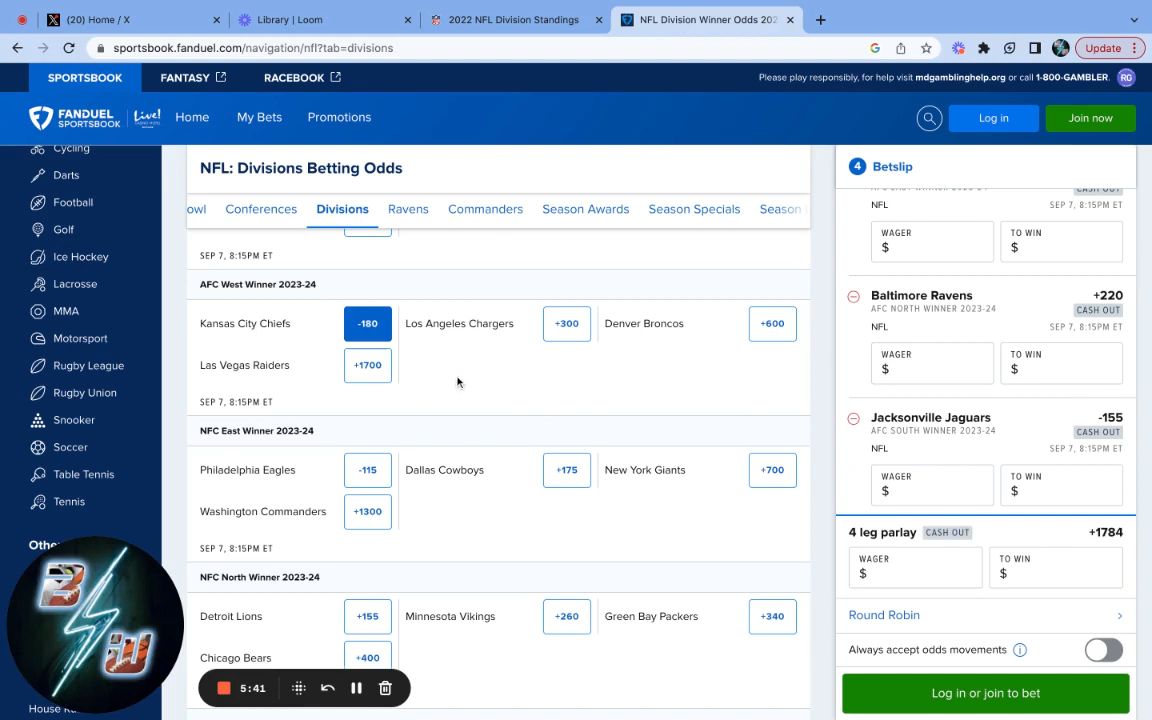 (20) Home / X
Library | Loom
2022 NFL Division Standings
NFL Division Winner Odds 202
sportsbook.fanduel.com/navigation/nfl?tab=divisions
Update
SPORTSBOOK
FANTASY
RACEBOOK
Please play responsibly, for help visit mdgamblinghelp.org or call 1-800-GAMBLER.
RG
FANDUEL
SPORTSBOOK
Live!
Home
My Bets
Promotions
Log in
Join now
Cycling
Darts
Football
Golf
Ice Hockey
Lacrosse
MMA
Motorsport
Rugby League
Rugby Union
Snooker
Soccer
Table Tennis
Tennis
Othe
House R
NFL: Divisions Betting Odds
owl
Conferences
Divisions
Ravens
Commanders
Season Awards
Season Specials
Season
SEP 7, 8:15PM ET
AFC West Winner 2023-24
Kansas City Chiefs
-180
Los Angeles Chargers
+300
Denver Broncos
+600
Las Vegas Raiders
+1700
SEP 7, 8:15PM ET
NFC East Winner 2023-24
Philadelphia Eagles
-115
Dallas Cowboys
+175
New York Giants
+700
Washington Commanders
+1300
SEP 7, 8:15PM ET
NFC North Winner 2023-24
Detroit Lions
+155
Minnesota Vikings
+260
Green Bay Packers
+340
Chicago Bears
+400
5:41
4
Betslip
CASH OUT
NFL
SEP 7, 8:15PM ET
WAGER
$
TO WIN
$
Baltimore Ravens
+220
AFC NORTH WINNER 2023-24
CASH OUT
NFL
SEP 7, 8:15PM ET
WAGER
$
TO WIN
$
Jacksonville Jaguars
-155
AFC SOUTH WINNER 2023-24
CASH OUT
NFL
SEP 7, 8:15PM ET
WAGER
$
TO WIN
$
4 leg parlay
CASH OUT
+1784
WAGER
$
TO WIN
$
Round Robin
Always accept odds movements
Log in or join to bet